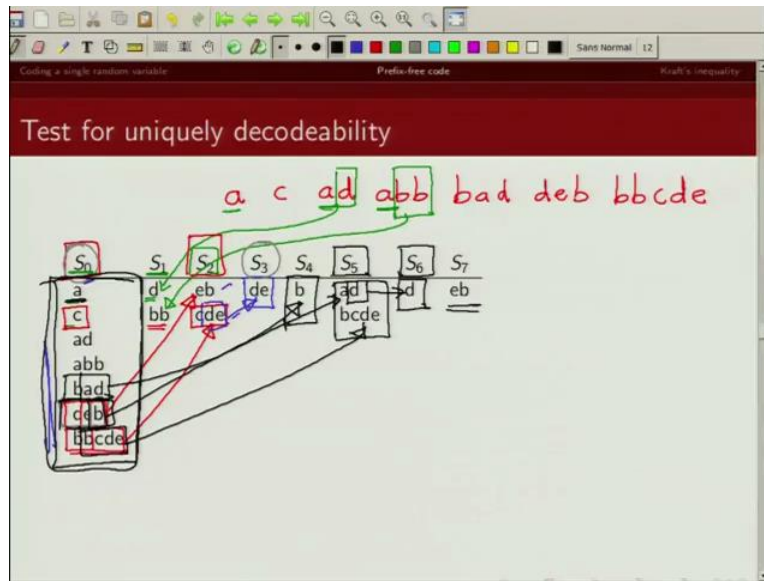 Sans Normal 12
Coding a single random variable Prefix-free code Kraft's inequality
Test for uniquely decodeability
a c ad abb bad deb bbcde
S0 S1 S2 S3 S4 S5 S6 S7
a d eb de b ad d eb
c bb cde bcde
ad
abb
bad
deb
bbcde